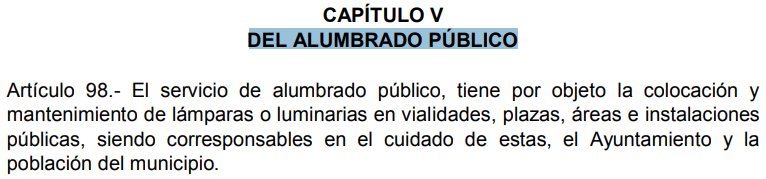 CAPÍTULO V
DEL ALUMBRADO PÚBLICO
Artículo 98.- El servicio de alumbrado público, tiene por objeto la colocación y
mantenimiento de lámparas o luminarias en vialidades, plazas, áreas e instalaciones
públicas, siendo corresponsables en el cuidado de estas, el Ayuntamiento y la
población del municipio.